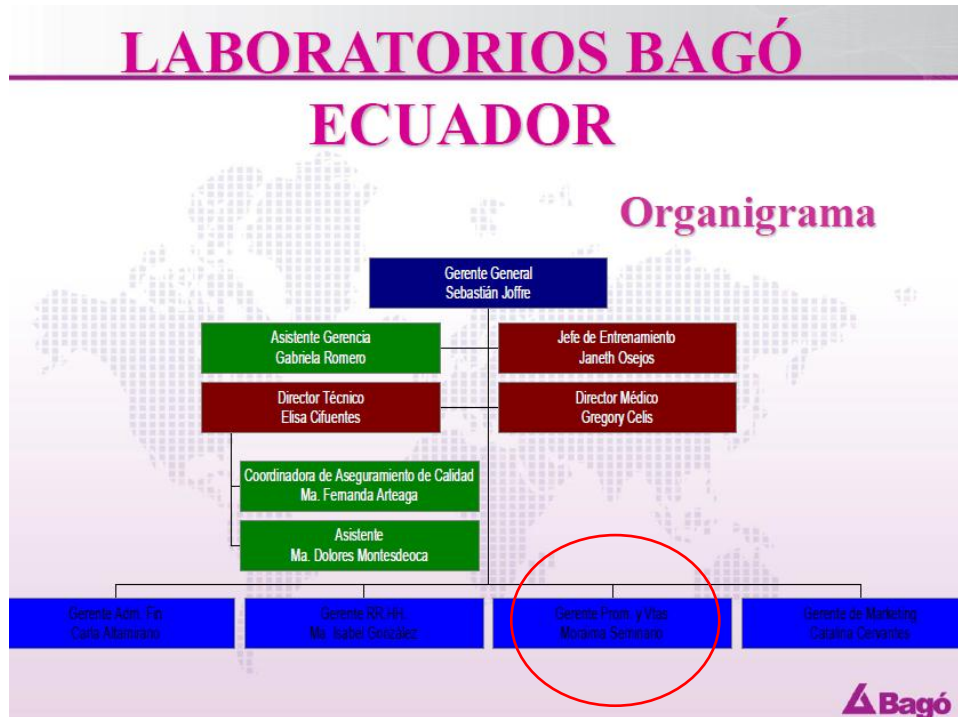 LABORATORIOS BAGÓ
ECUADOR
Organigrama
Gerente General
Sebastián Joffre
Asistente Gerencia
Gabriela Romero
Jefe de Entrenamiento
Janeth Osejos
Director Técnico
Elisa Cifuentes
Director Médico
Gregory Celis
Coordinadora de Aseguramiento de Calidad
Ma. Fernanda Arteaga
Asistente
Ma. Dolores Montesdeoca
Gerente Adm. Fin
Carla Altamirano
Gerente RR.HH.
Ma. Isabel González
Gerente Prom. y Vtas
Moraima Seminario
Gerente de Marketing
Catalina Cervantes
Bagó